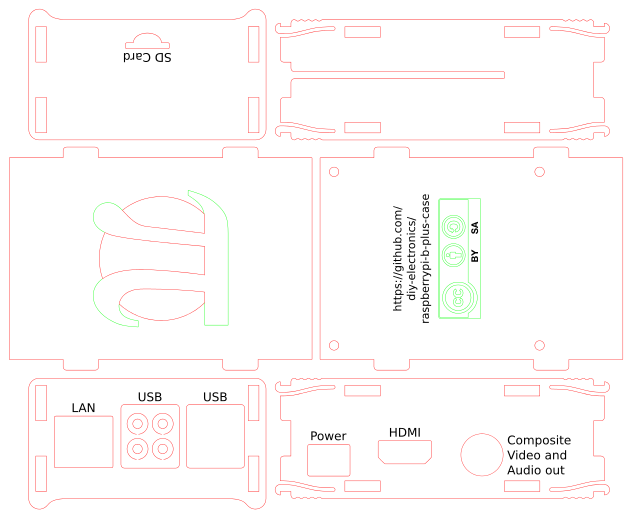 SD Card
https://github.com/
diy-electronics/
raspberrypi-b-plus-case
BY SA
cc
LAN
USB
USB
Power
HDMI
Composite
Video and
Audio out